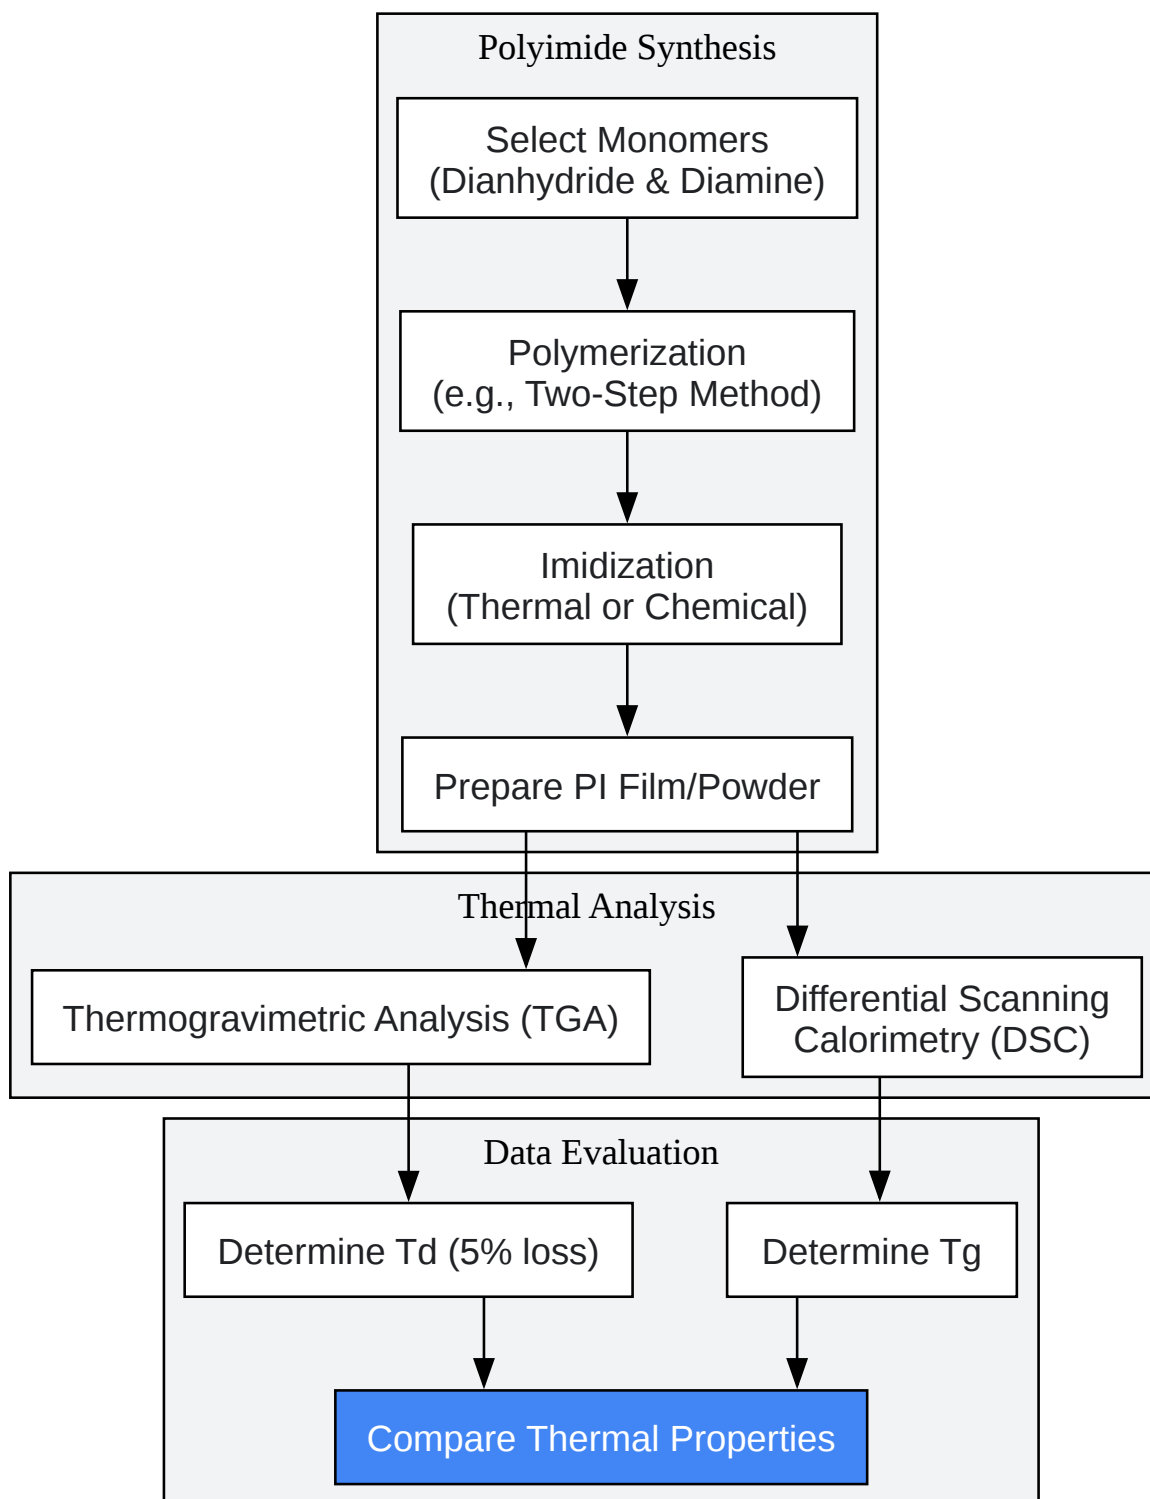 Polyimide Synthesis
Select Monomers
(Dianhydride & Diamine)
Polymerization
(e.g., Two-Step Method)
Imidization
(Thermal or Chemical)
Prepare PI Film/Powder
Thermal Analysis
Thermogravimetric Analysis (TGA)
Differential Scanning
Calorimetry (DSC)
Data Evaluation
Determine Td (5% loss)
Determine Tg
Compare Thermal Properties